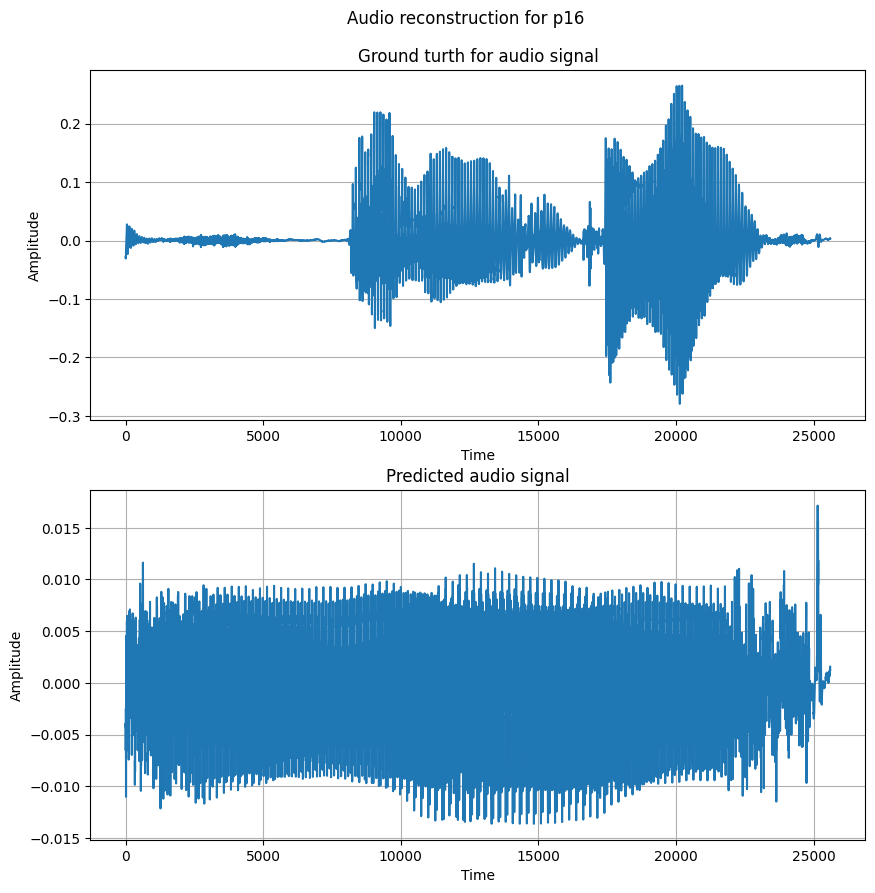 Audio reconstruction for p16
Ground turth for audio signal
0.2
0.1
0.0
−0.1
−0.2
−0.3
Amplitude
0 5000 10000 15000 20000 25000
Time
Predicted audio signal
0.015
0.010
0.005
0.000
−0.005
−0.010
−0.015
Amplitude
0 5000 10000 15000 20000 25000
Time